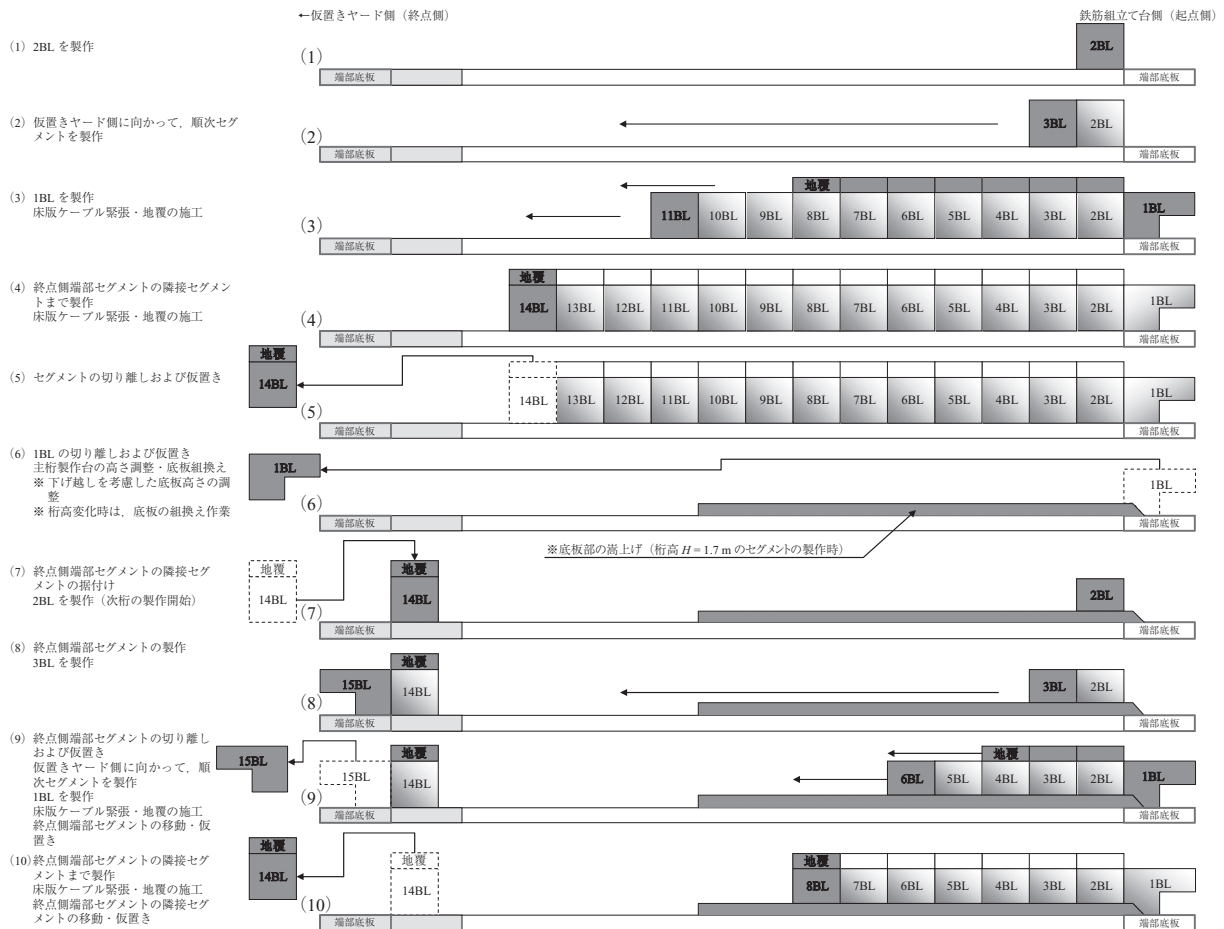 ←仮置きヤード側（終点側）
鉄筋組立て台側（起点側）
(1) 2BL を製作
(1)
2BL
端部底板
端部底板
(2) 仮置きヤード側に向かって，順次セグ
メントを製作
(2)
3BL 2BL
端部底板
端部底板
(3) 1BL を製作
床版ケーブル緊張・地覆の施工
(3)
地覆
11BL 10BL 9BL 8BL 7BL 6BL 5BL 4BL 3BL 2BL 1BL
端部底板
端部底板
(4) 終点側端部セグメントの隣接セグメン
トまで製作
床版ケーブル緊張・地覆の施工
(4)
地覆
14BL 13BL 12BL 11BL 10BL 9BL 8BL 7BL 6BL 5BL 4BL 3BL 2BL 1BL
端部底板
端部底板
(5) セグメントの切り離しおよび仮置き
(5)
地覆
14BL
14BL 13BL 12BL 11BL 10BL 9BL 8BL 7BL 6BL 5BL 4BL 3BL 2BL 1BL
端部底板
端部底板
(6) 1BL の切り離しおよび仮置き
主桁製作台の高さ調整・底板組換え
※ 下げ越しを考慮した底板高さの調
整
※ 桁高変化時は，底板の組換え作業
(6)
1BL
1BL
端部底板
端部底板
※底板部の嵩上げ（桁高 H = 1.7 m のセグメントの製作時）
(7) 終点側端部セグメントの隣接セグ
メントの据付け
2BL を製作（次桁の製作開始）
(7)
地覆
14BL
地覆
14BL
2BL
端部底板
端部底板
(8) 終点側端部セグメントの製作
3BL を製作
(8)
地覆
15BL 14BL 3BL 2BL
端部底板
端部底板
(9) 終点側端部セグメントの切り離し
および仮置き
仮置きヤード側に向かって，順
次セグメントを製作
1BL を製作
床版ケーブル緊張・地覆の施工
終点側端部セグメントの移動・仮
置き
(9)
15BL
15BL
地覆
14BL
地覆
6BL 5BL 4BL 3BL 2BL 1BL
端部底板
端部底板
(10) 終点側端部セグメントの隣接セグ
メントまで製作
床版ケーブル緊張・地覆の施工
終点側端部セグメントの隣接セグ
メントの移動・仮置き
(10)
地覆
14BL
地覆
14BL
地覆
8BL 7BL 6BL 5BL 4BL 3BL 2BL 1BL
端部底板
端部底板